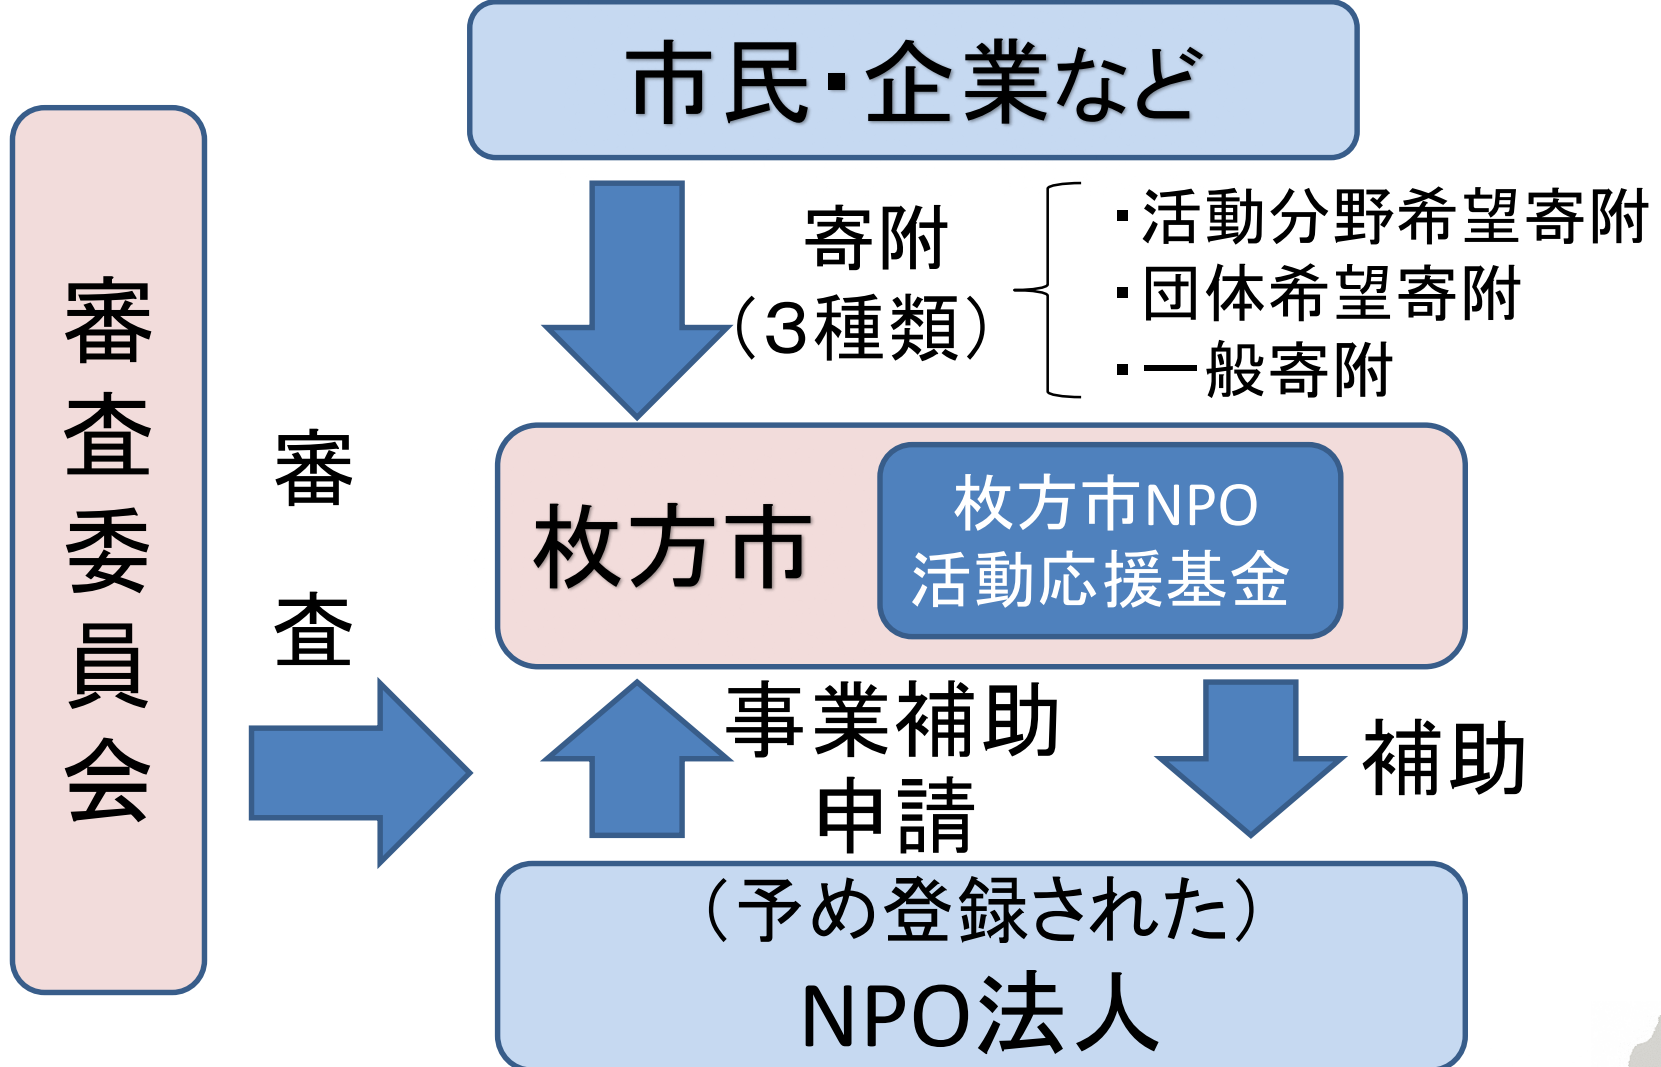 市民・企業など
寄附
（3種類）
・活動分野希望寄附
・団体希望寄附
・一般寄附
審査委員会
審査
枚方市
枚方市NPO
活動応援基金
事業補助
申請
補助
（予め登録された）
NPO法人